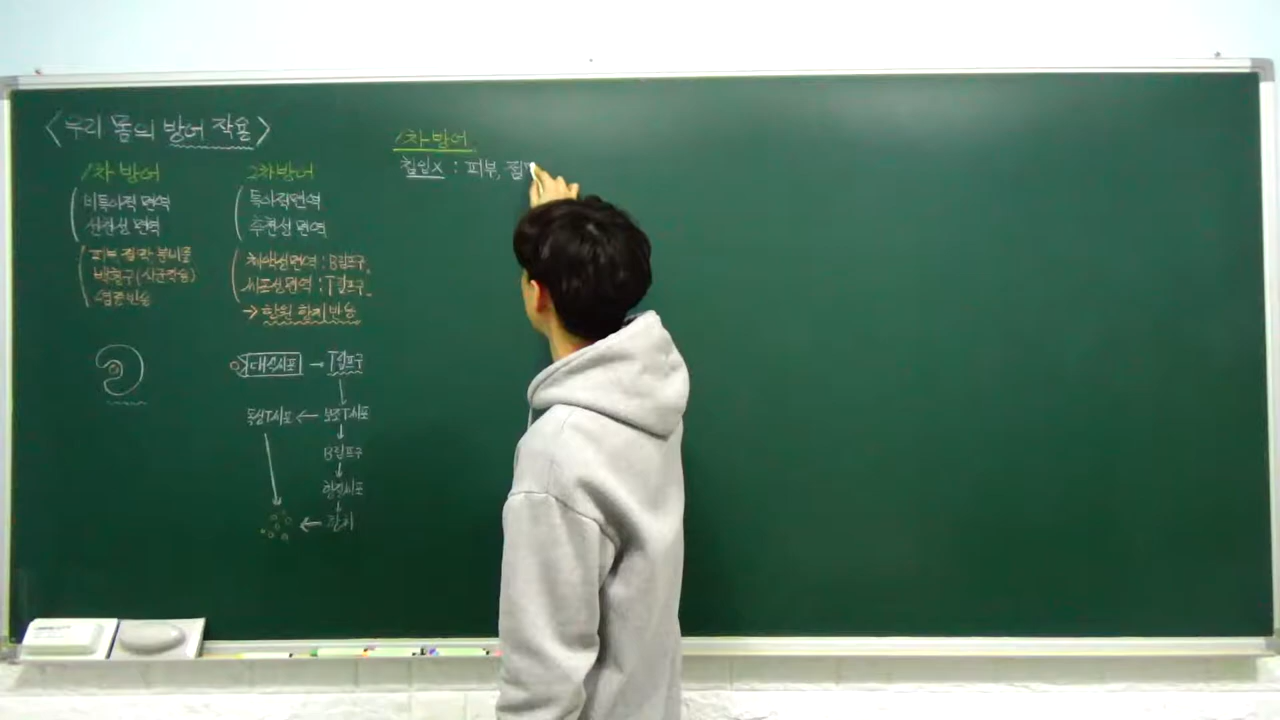 <우리 몸의 방어 작용>
1차 방어
비특이적 면역
선천성 면역
피부 점막 분비물
백혈구(식균작용)
염증반응
2차 방어
특이적 면역
후천성 면역
체액성 면역 : B림프구
세포성 면역 : T림프구
→ 항원 항체 반응
대식세포 → T림프구
독성T세포 ← 보조T세포
B림프구
형질세포
← 항체
1차 방어
침입X : 피부,